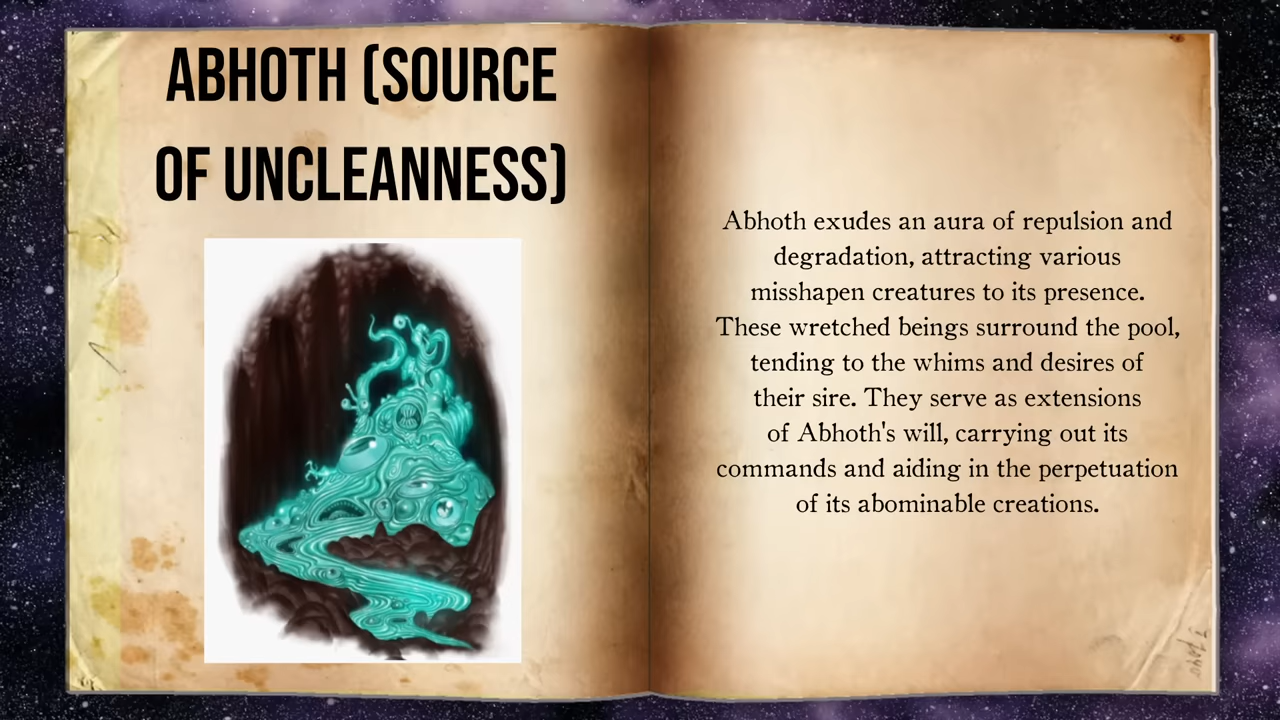 ABHOTH (SOURCE
OF UNCLEANNESS)
Abhoth exudes an aura of repulsion and
degradation, attracting various
misshapen creatures to its presence.
These wretched beings surround the pool,
tending to the whims and desires of
their sire. They serve as extensions
of Abhoth's will, carrying out its
commands and aiding in the perpetuation
of its abominable creations.